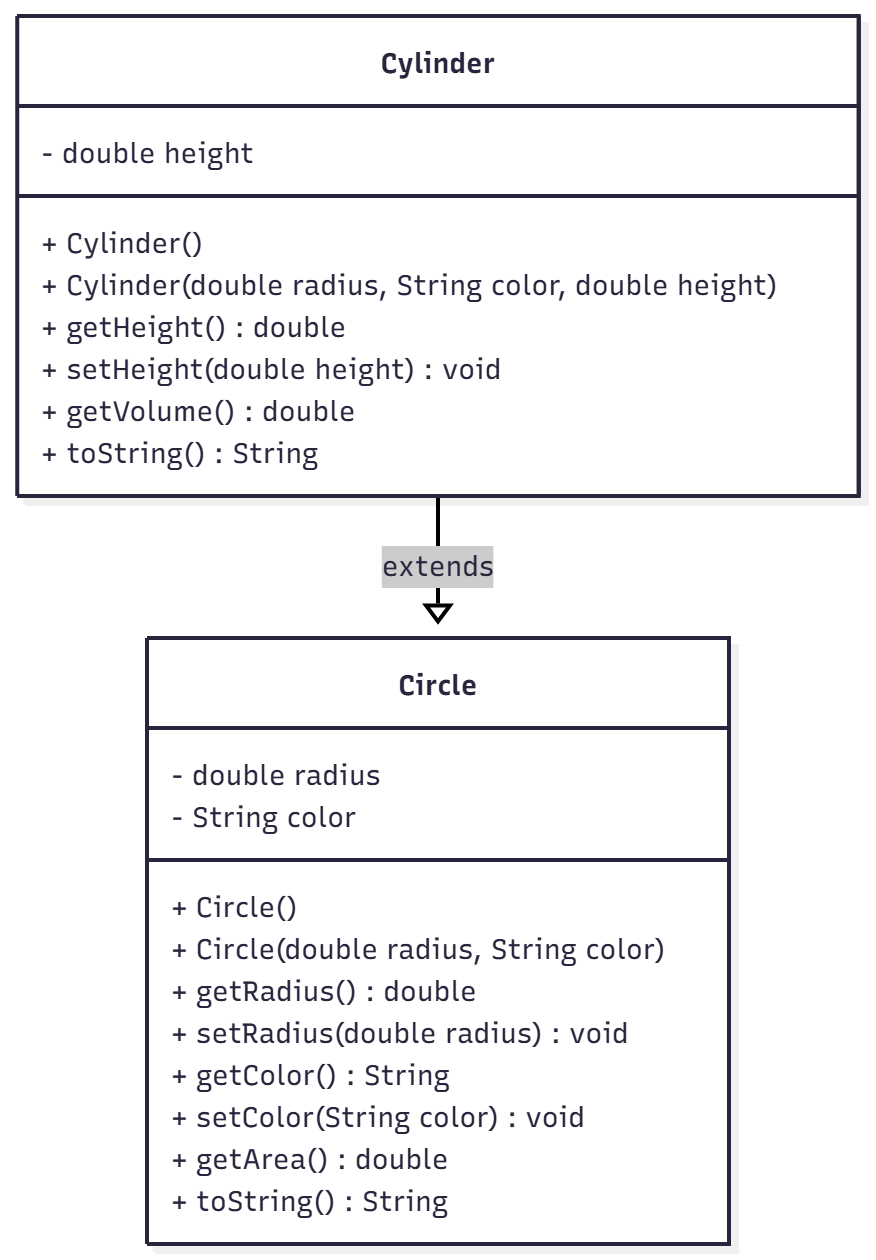 Cylinder
- double height
+ Cylinder()
+ Cylinder(double radius, String color, double height)
+ getHeight() : double
+ setHeight(double height) : void
+ getVolume() : double
+ toString() : String
extends
Circle
- double radius
- String color
+ Circle()
+ Circle(double radius, String color)
+ getRadius() : double
+ setRadius(double radius) : void
+ getColor() : String
+ setColor(String color) : void
+ getArea() : double
+ toString() : String